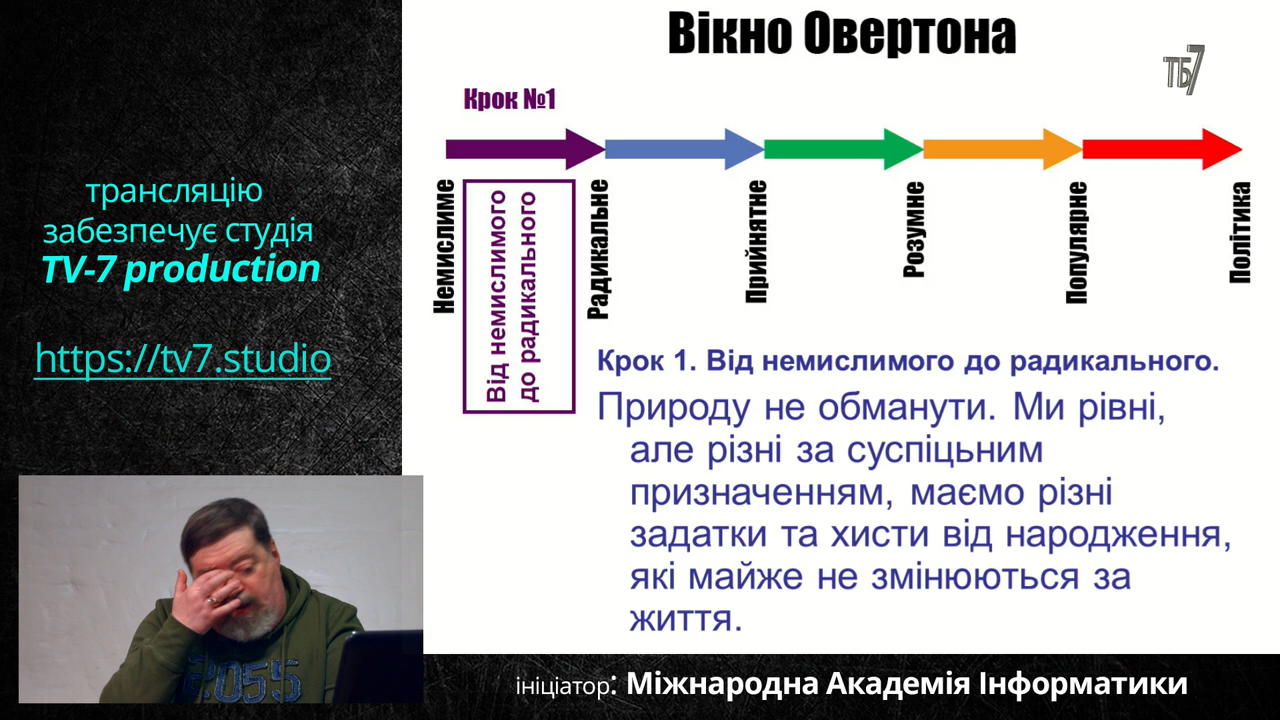 Вікно Овертона
ТБ7
Крок №1
Немислиме
Від немислимого
до радикального
Радикальне
Прийнятне
Розумне
Популярне
Політика
Крок 1. Від немислимого до радикального.
Природу не обманути. Ми рівні,
але різні за суспіцьним
призначенням, маємо різні
задатки та хисти від народження,
які майже не змінюються за
життя.
трансляцію
забезпечує студія
TV-7 production
https://tv7.studio
2055
ініціатор: Міжнародна Академія Інформатики